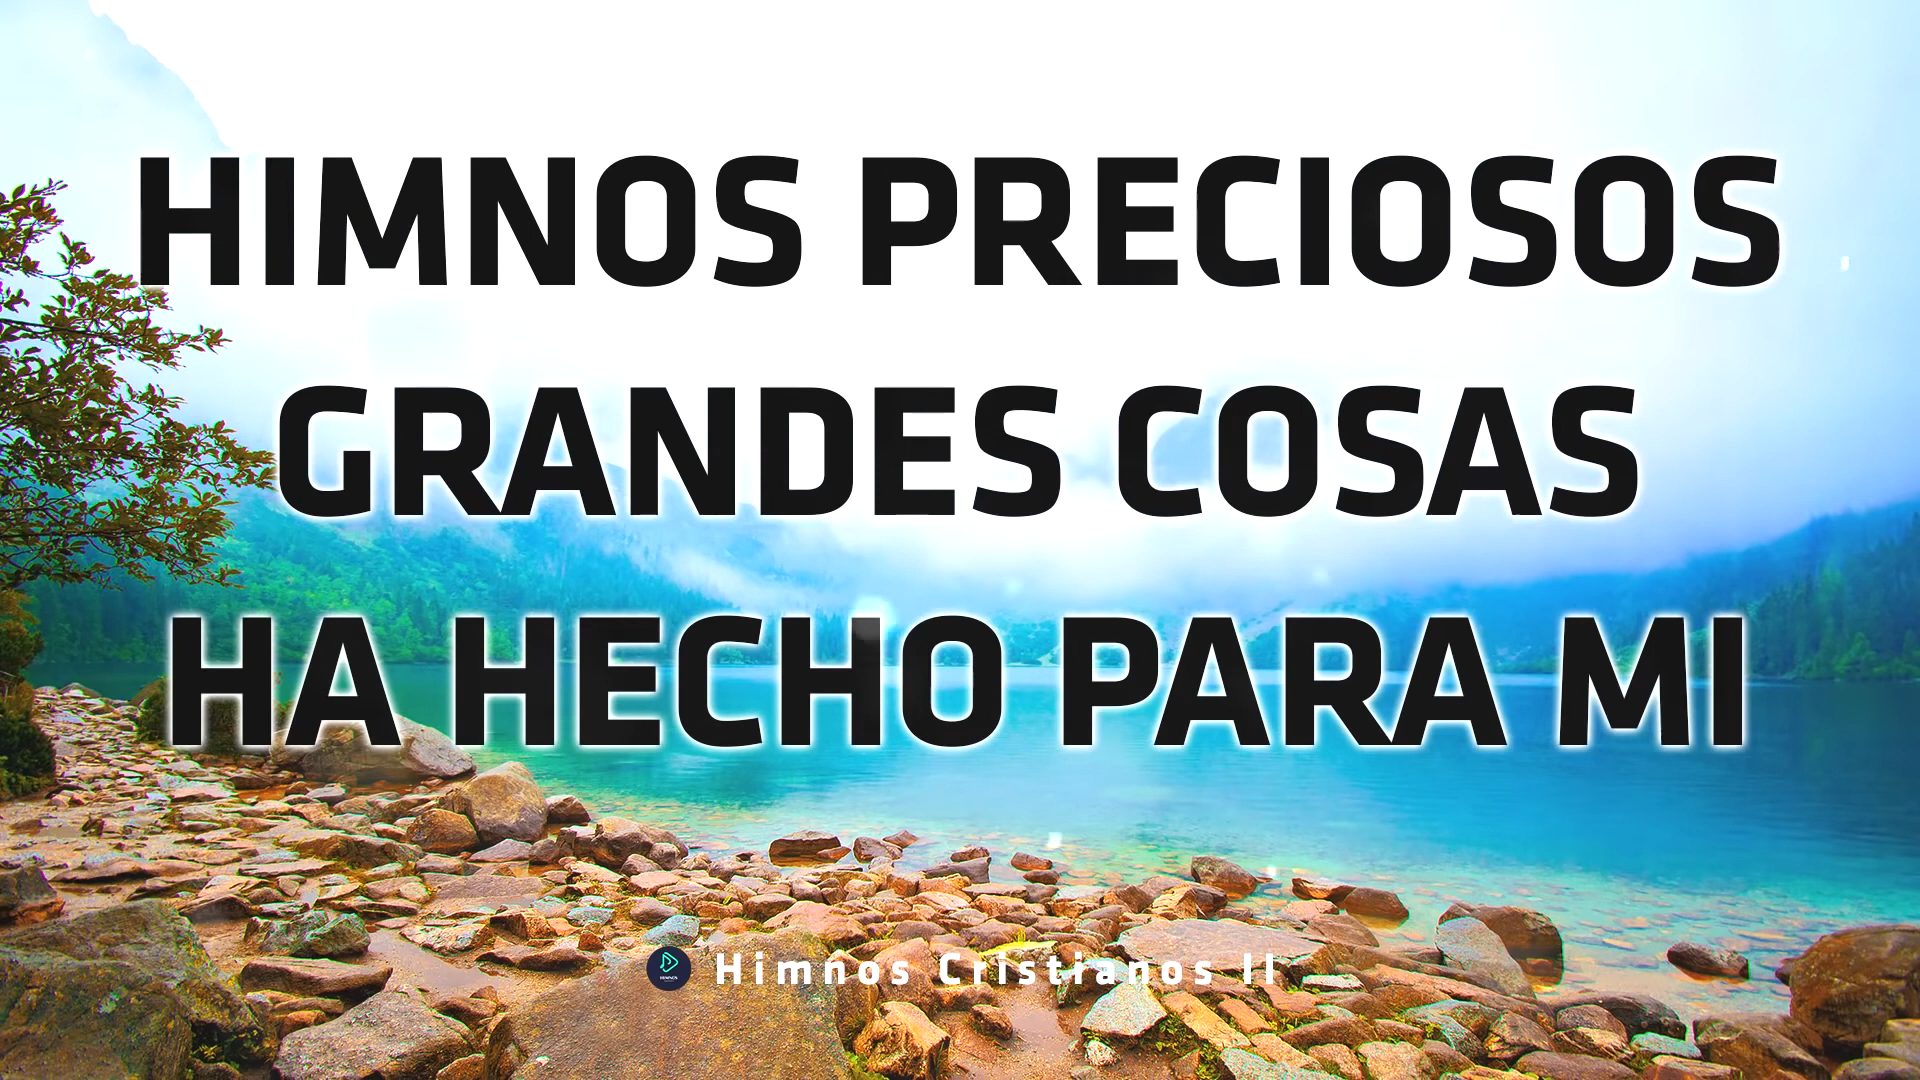 HIMNOS PRECIOSOS
GRANDES COSAS
HA HECHO PARA MI
Himnos Cristianos II